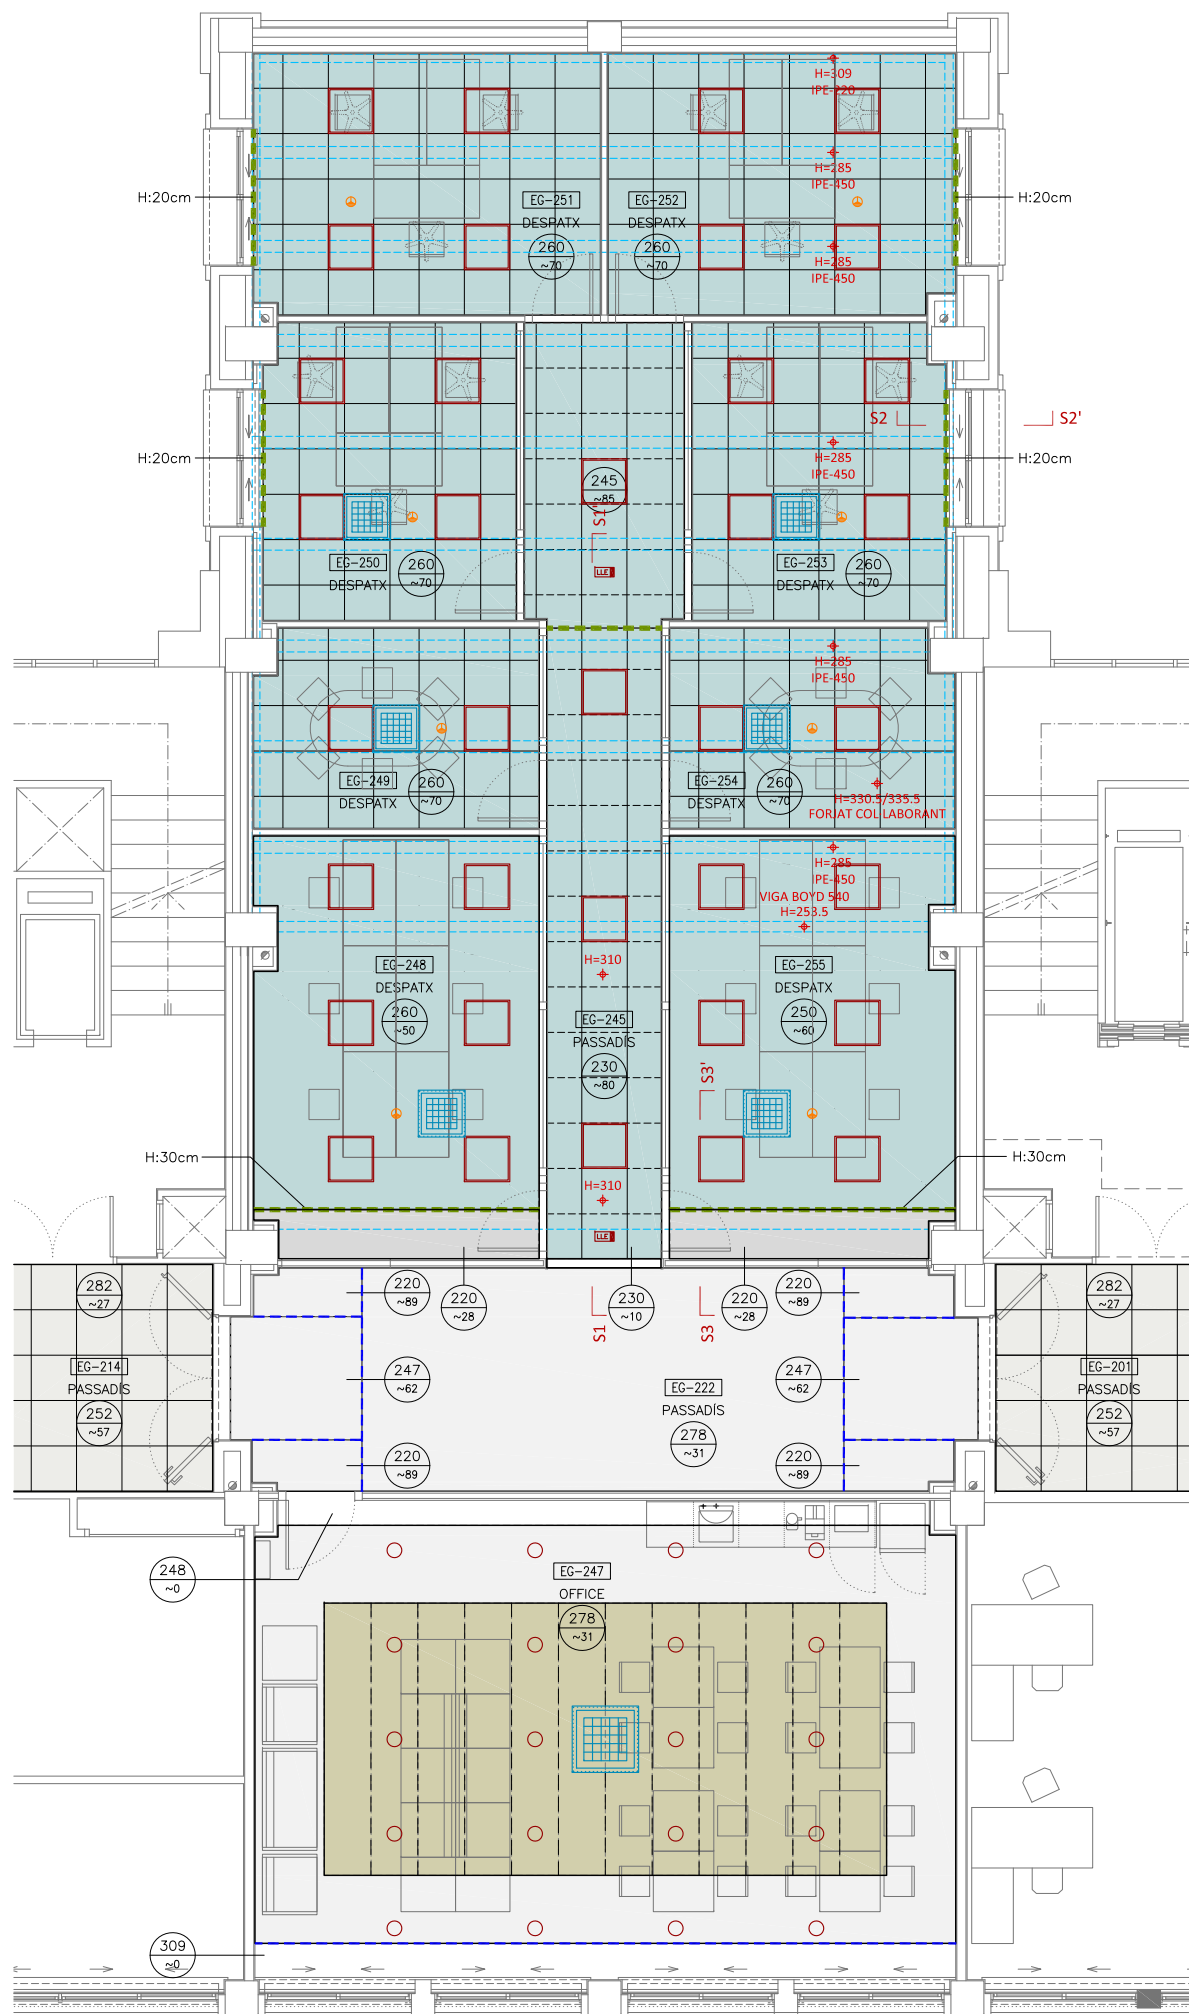 H=309
IPE-220
H=285
IPE-450
H:20cm
EG-251
EG-252
H:20cm
DESPATX
DESPATX
260
~70
260
~70
H=285
IPE-450
S2
S2'
H:20cm
H=285
IPE-450
H:20cm
245
~85
S1'
EG-250
DESPATX
260
~70
LLE
EG-253
DESPATX
260
~70
H=285
IPE-450
EG-249
DESPATX
260
~70
EG-254
DESPATX
260
~70
H=330.5/335.5
FORJAT COL·LABORANT
H=285
IPE-450
VIGA BOYD 540
H=253.5
EG-248
DESPATX
260
~50
H=310
EG-255
DESPATX
250
~60
EG-245
PASSADÍS
230
~80
S3'
H:30cm
H:30cm
H=310
LLE
282
~27
220
~89
220
~28
230
~10
220
~28
220
~89
282
~27
S1
S3
EG-214
PASSADÍS
252
~57
247
~62
EG-222
PASSADÍS
278
~31
247
~62
EG-201
PASSADÍS
252
~57
220
~89
220
~89
248
~0
EG-247
OFFICE
278
~31
309
~0